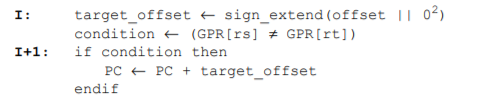 I: target_offset ← sign_extend(offset || 0²)
condition ← (GPR[rs] ≠ GPR[rt])
I+1: if condition then
PC ← PC + target_offset
endif